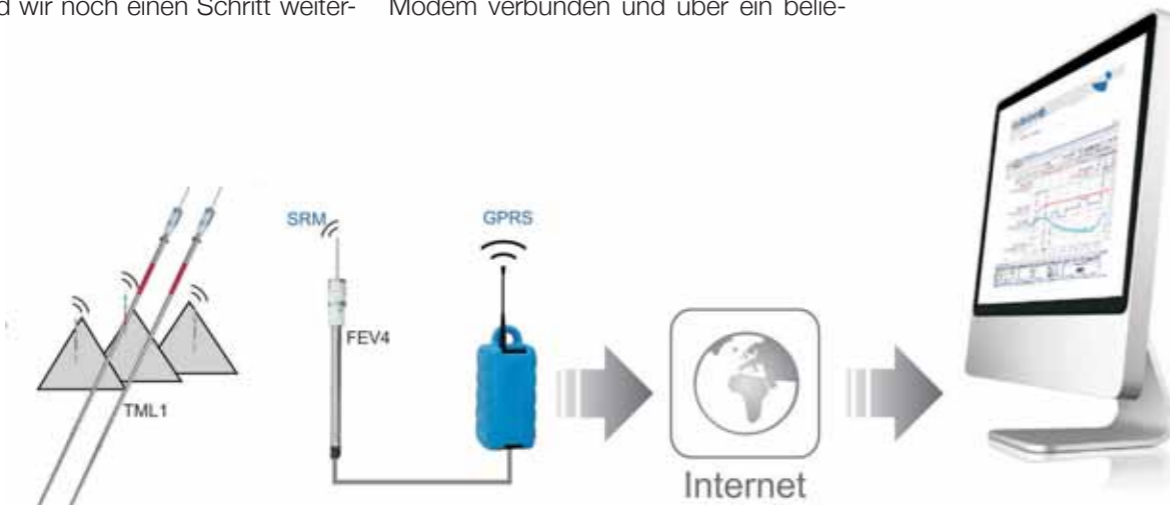 d wir noch einen Schritt weiter-
Modem verbunden und über ein belie-
SRM
GPRS
FEV4
TML1
Internet